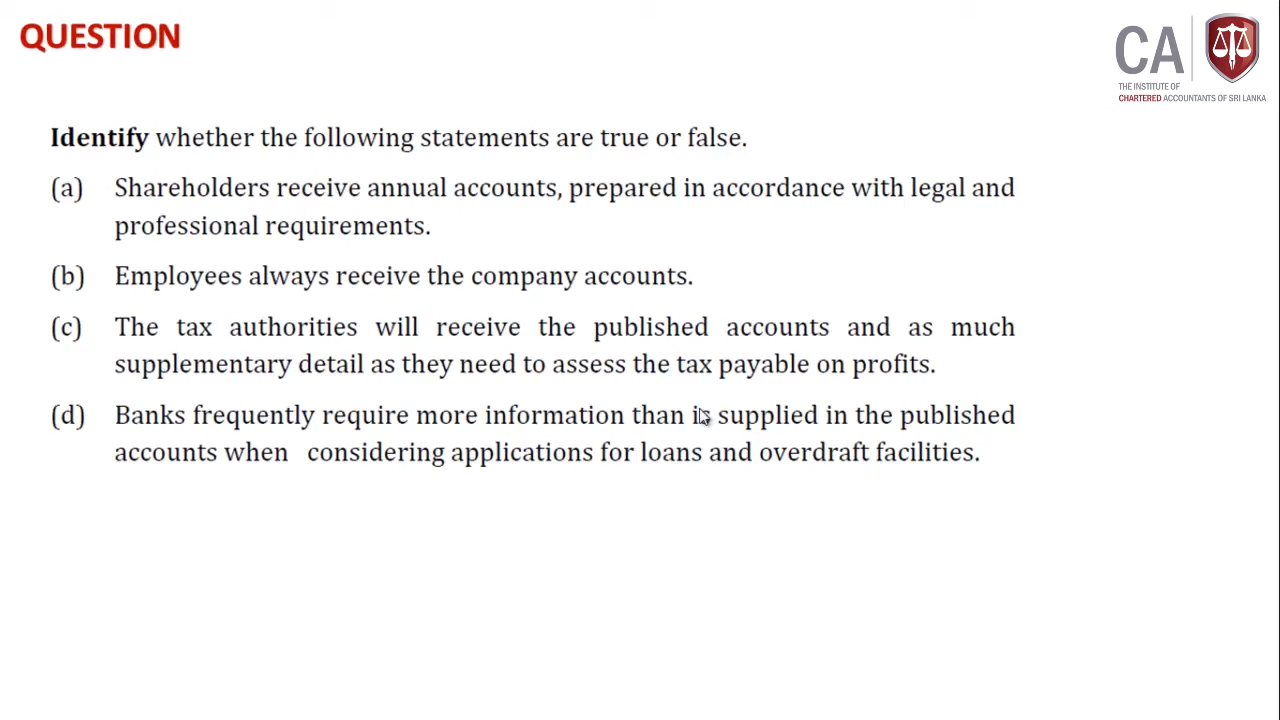 QUESTION
CA
THE INSTITUTE OF
CHARTERED ACCOUNTANTS OF SRI LANKA
Identify whether the following statements are true or false.
(a) Shareholders receive annual accounts, prepared in accordance with legal and
professional requirements.
(b) Employees always receive the company accounts.
(c) The tax authorities will receive the published accounts and as much
supplementary detail as they need to assess the tax payable on profits.
(d) Banks frequently require more information than is supplied in the published
accounts when considering applications for loans and overdraft facilities.